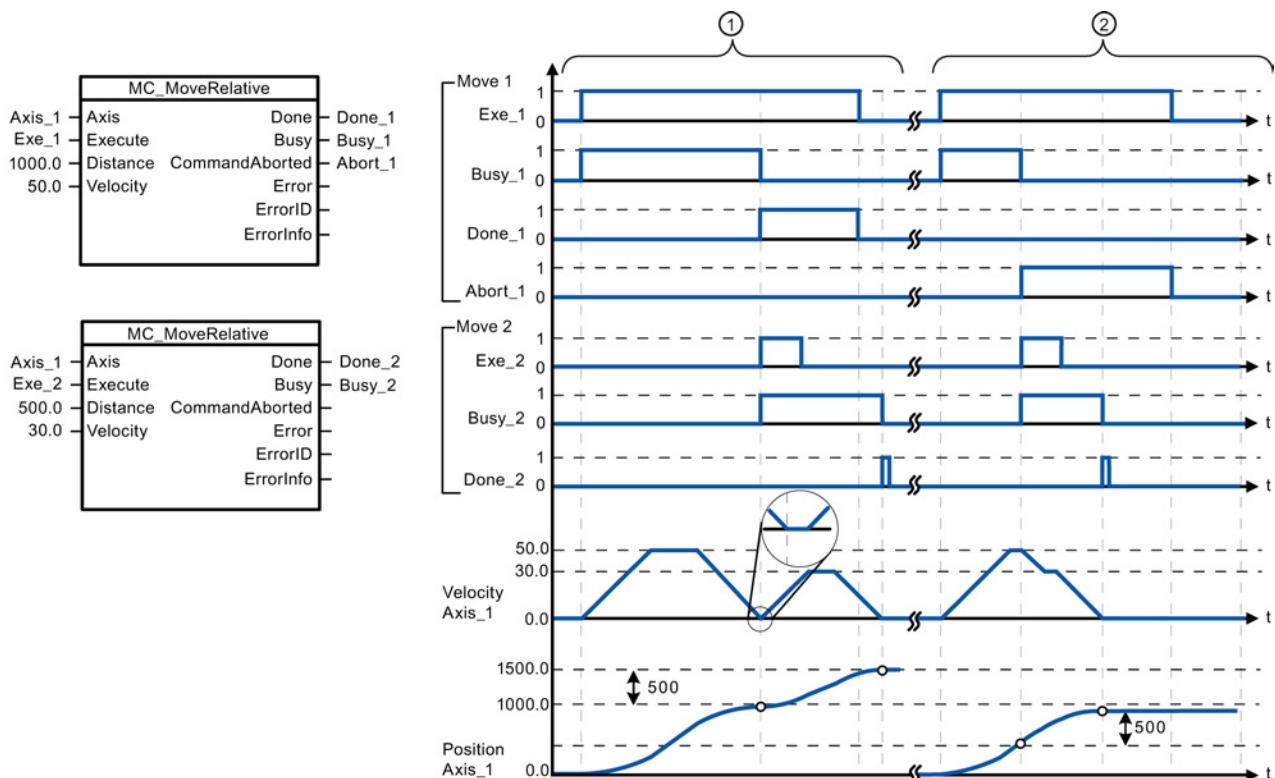 MC_MoveRelative
Axis_1 Axis Done Done_1
Exe_1 Execute Busy Busy_1
1000.0 Distance CommandAborted Abort_1
50.0 Velocity Error
ErrorID
ErrorInfo
MC_MoveRelative
Axis_1 Axis Done Done_2
Exe_2 Execute Busy Busy_2
500.0 Distance CommandAborted
30.0 Velocity Error
ErrorID
ErrorInfo
1 2
Move 1
Exe_1 1 0 t
Busy_1 1 0 t
Done_1 1 0 t
Abort_1 1 0 t
Move 2
Exe_2 1 0 t
Busy_2 1 0 t
Done_2 1 0 t
50.0
30.0
Velocity
Axis_1 0.0 t
1500.0
500
1000.0
500
Position
Axis_1 0.0 t